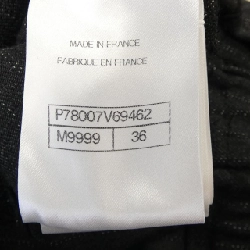 MADE IN FRANCE
FABRIQUE EN FRANCE
P78007V69462
M9999 36